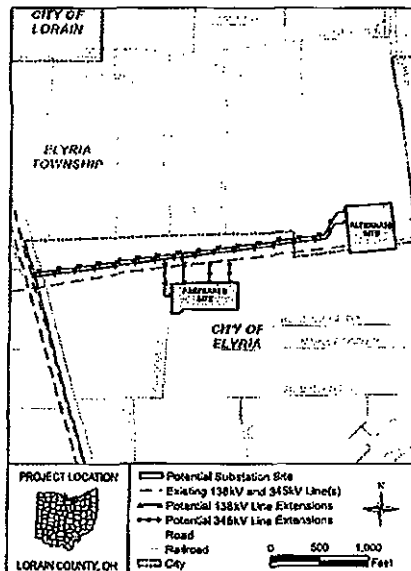 CITY OF
LORAIN
ELYRIA
TOWNSHIP
SITE
SITE
CITY OF
ELYRIA
PROJECT LOCATION
LORAIN COUNTY, OH
Potential Substation Site
Existing 138kV and 345kV Line(s)
Potential 138kV Line Extensions
Potential 345kV Line Extensions
Road
Railroad
City
N
0 500 1,000
Feet